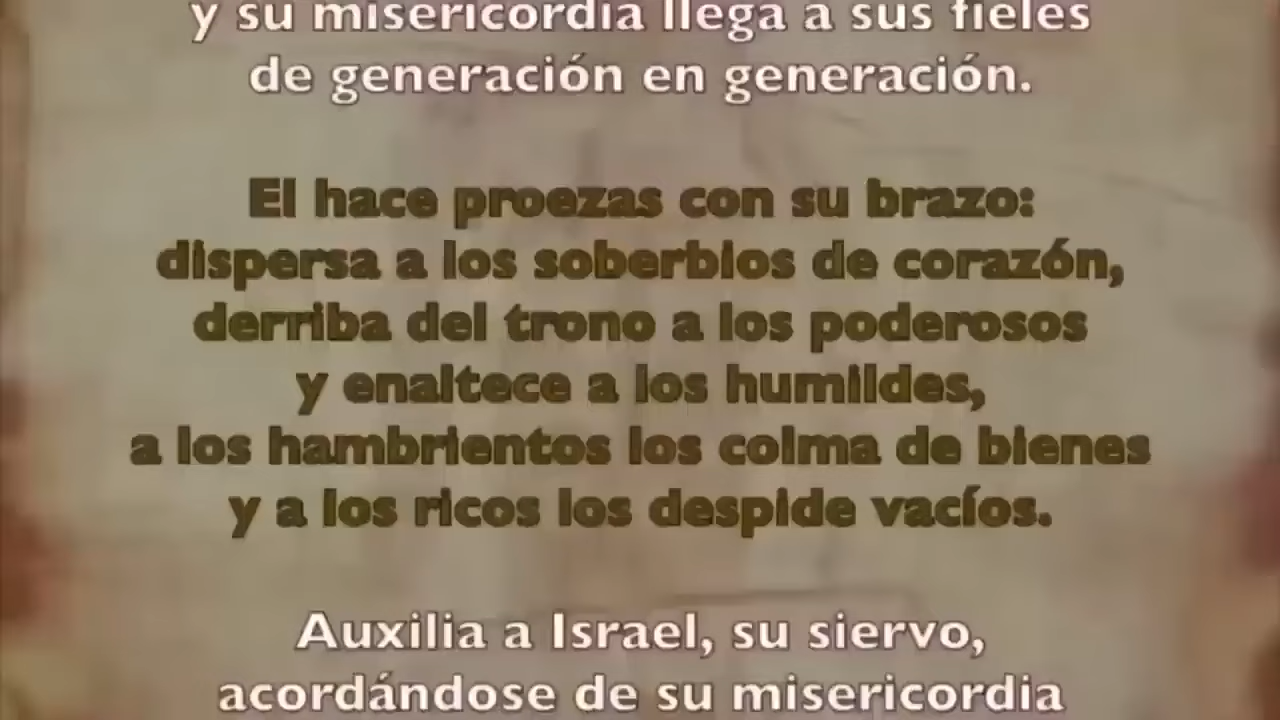 y su misericordia llega a sus fieles
de generación en generación.
El hace proezas con su brazo:
dispersa a los soberbios de corazón,
derriba del trono a los poderosos
y enaltece a los humildes,
a los hambrientos los colma de bienes
y a los ricos los despide vacíos.
Auxilia a Israel, su siervo,
acordándose de su misericordia